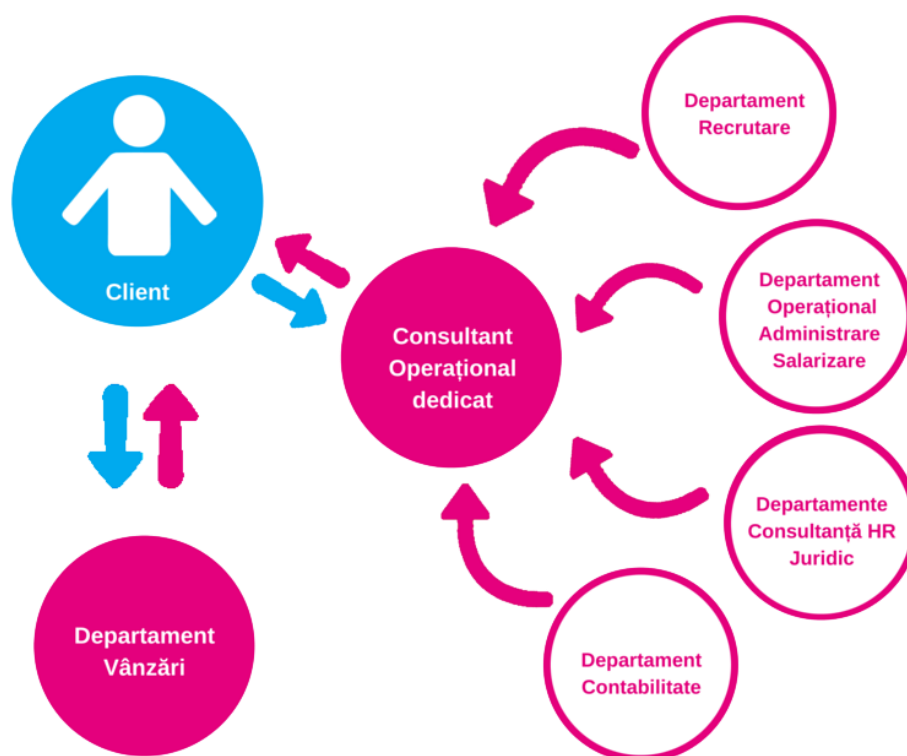 Client
Departament
Vânzări
Consultant
Operațional
dedicat
Departament
Recrutare
Departament
Operațional
Administrare
Salarizare
Departamente
Consultanță HR
Juridic
Departament
Contabilitate